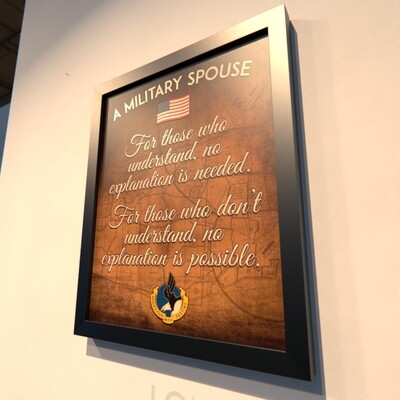 A MILITARY SPOUSE
For those who
understand, no
explanation is needed.
For those who don't
understand, no
explanation is possible.